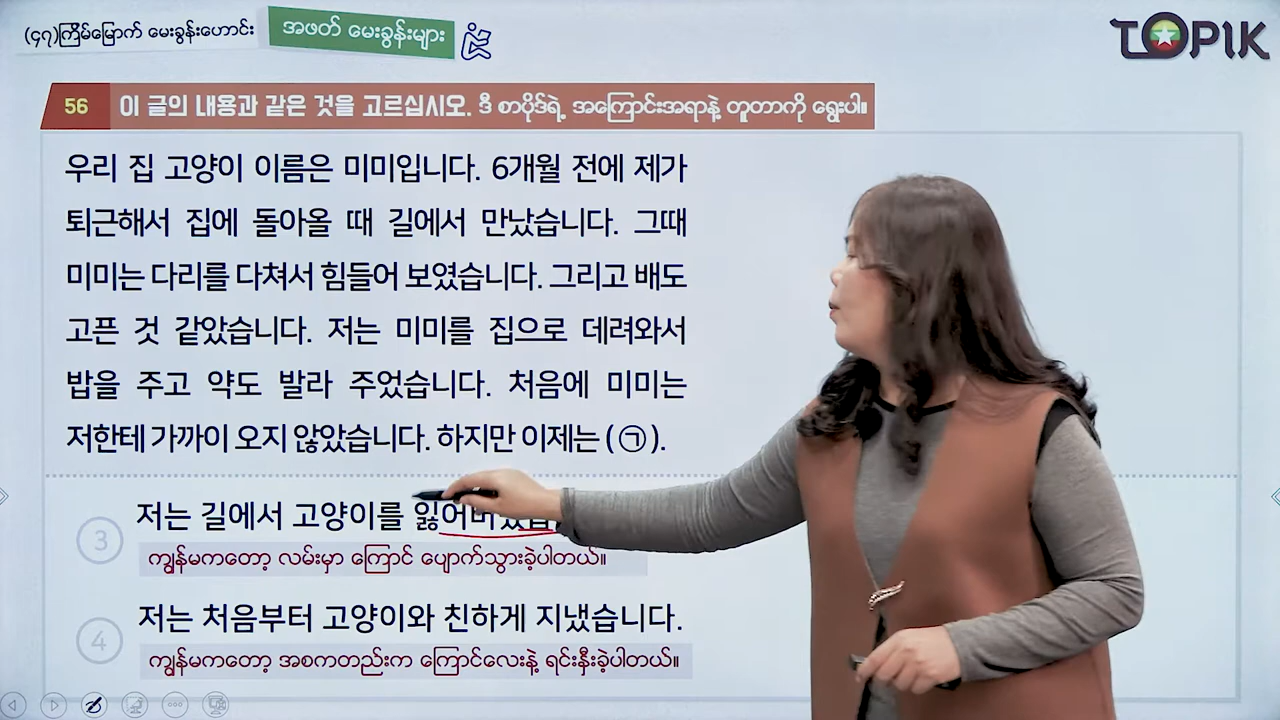 (၄၇)ကြိမ်မြောက် မေးခွန်းဟောင်း
အဖတ် မေးခွန်းများ
TOPIK
56 이 글의 내용과 같은 것을 고르십시오. ဒီ စာပိုဒ်ရဲ့ အကြောင်းအရာနဲ့ တူတာကို ရွေးပါ။
우리 집 고양이 이름은 미미입니다. 6개월 전에 제가
퇴근해서 집에 돌아올 때 길에서 만났습니다. 그때
미미는 다리를 다쳐서 힘들어 보였습니다. 그리고 배도
고픈 것 같았습니다. 저는 미미를 집으로 데려와서
밥을 주고 약도 발라 주었습니다. 처음에 미미는
저한테 가까이 오지 않았습니다. 하지만 이제는 ( ㉠ ).
3 저는 길에서 고양이를
ကျွန်မကတော့ လမ်းမှာ ကြောင် ပျောက်သွားခဲ့ပါတယ်။
4 저는 처음부터 고양이와 친하게 지냈습니다.
ကျွန်မကတော့ အစကတည်းက ကြောင်လေးနဲ့ ရင်းနှီးခဲ့ပါတယ်။